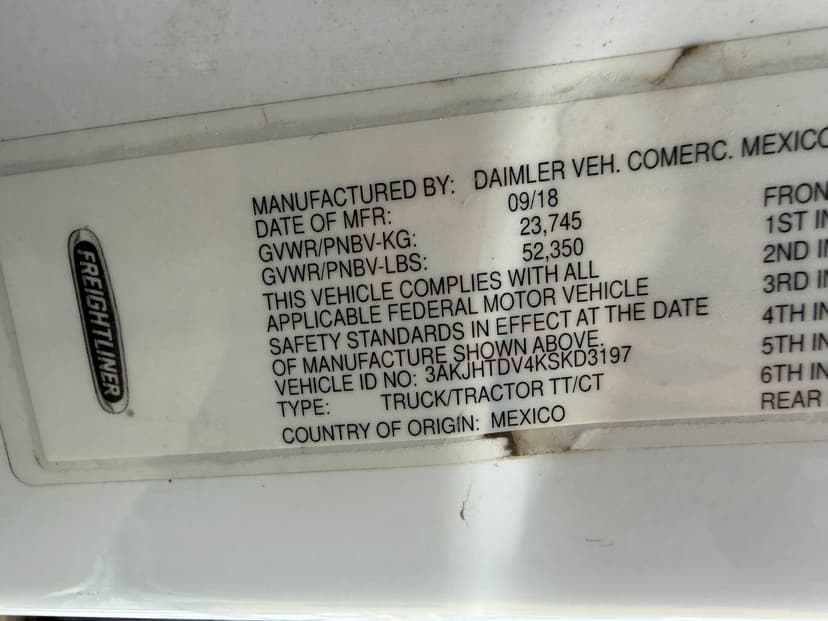 FREIGHTLINER
MANUFACTURED BY: DAIMLER VEH. COMERC. MEXICO
DATE OF MFR: 09/18
GVWR/PNBV-KG: 23,745
GVWR/PNBV-LBS: 52,350
THIS VEHICLE COMPLIES WITH ALL
APPLICABLE FEDERAL MOTOR VEHICLE
SAFETY STANDARDS IN EFFECT AT THE DATE
OF MANUFACTURE SHOWN ABOVE.
VEHICLE ID NO: 3AKJHTDV4KSKD3197
TYPE: TRUCK/TRACTOR TT/CT
COUNTRY OF ORIGIN: MEXICO
FRON
1ST IN
2ND IN
3RD IN
4TH IN
5TH IN
6TH IN
REAR